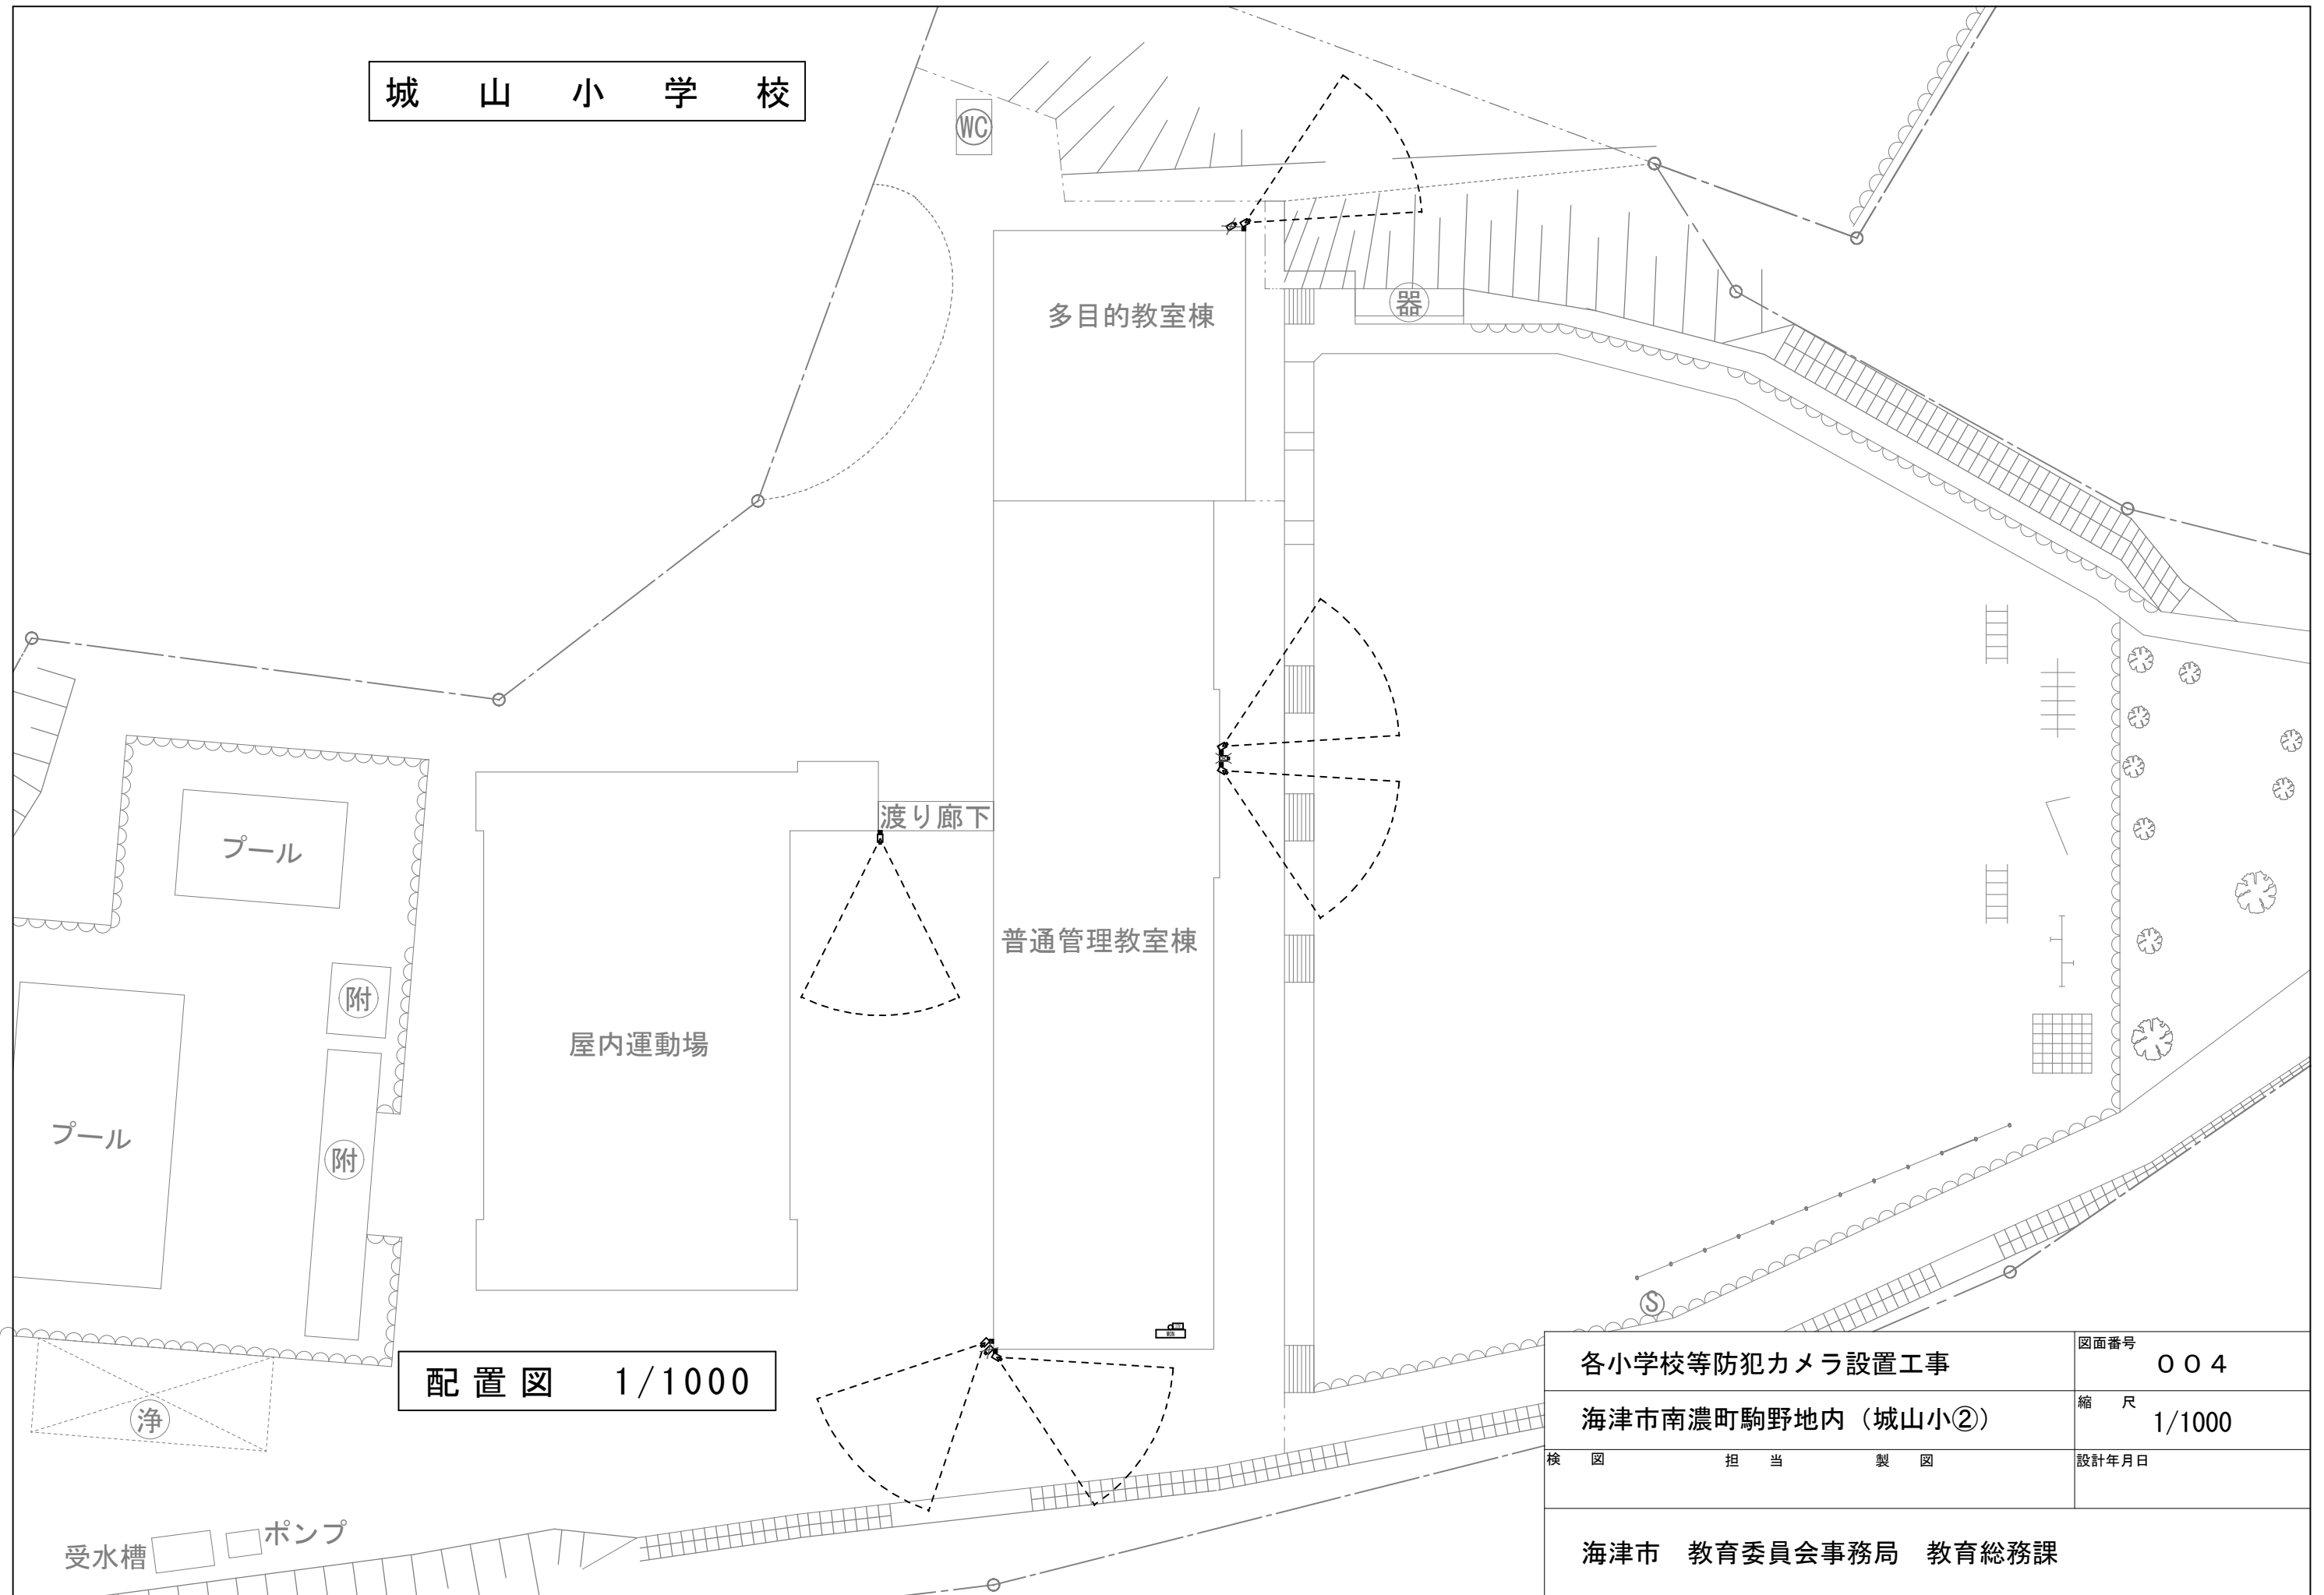 城山小学校
WC
器
多目的教室棟
渡り廊下
プール
普通管理教室棟
附
屋内運動場
プール
附
S
MON
配置図 1/1000
浄
受水槽
ポンプ
各小学校等防犯カメラ設置工事
図面番号
００４
海津市南濃町駒野地内（城山小②）
縮尺
1/1000
検図 担当 製図
設計年月日
海津市 教育委員会事務局 教育総務課